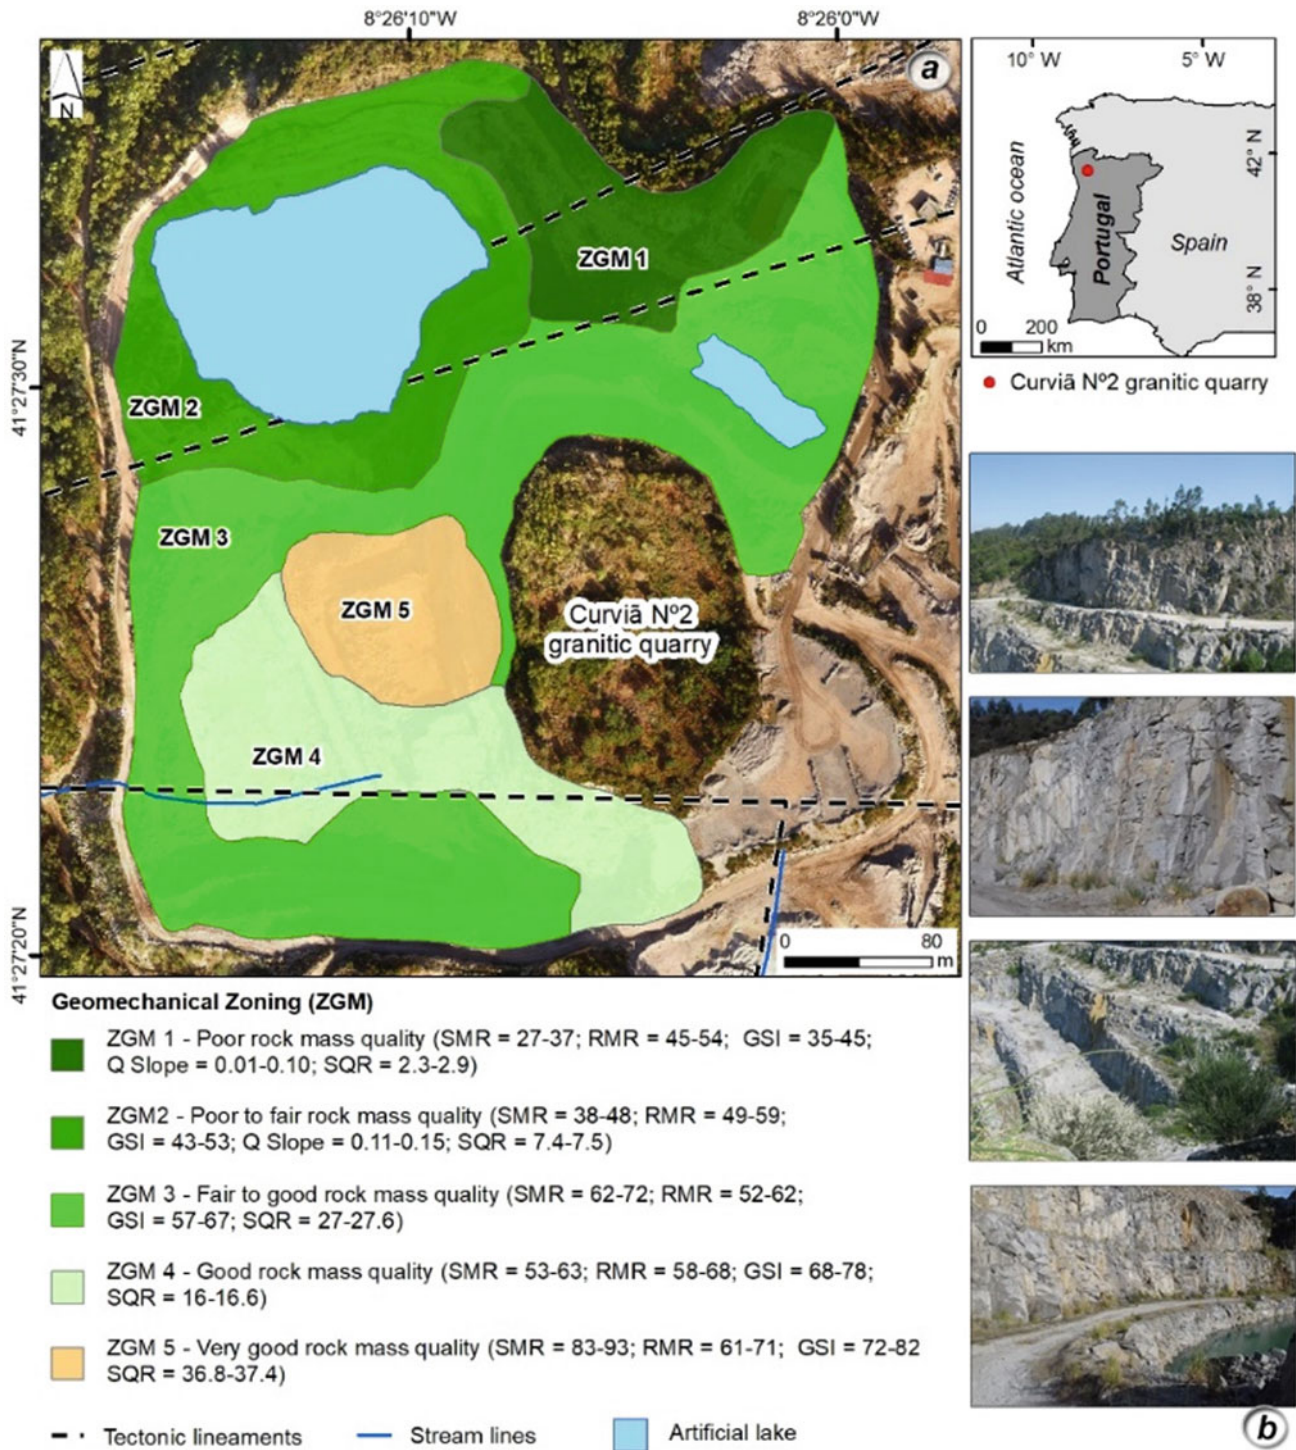 8°26'10"W
8°26'0"W
a
N
ZGM 1
41°27'30"N
ZGM 2
ZGM 3
ZGM 5
Curviã Nº2
granitic quarry
ZGM 4
41°27'20"N
0 80
m
10° W 5° W
Atlantic ocean
Portugal
Spain
42° N
38° N
0 200
km
Curviã Nº2 granitic quarry
Geomechanical Zoning (ZGM)
ZGM 1 - Poor rock mass quality (SMR = 27-37; RMR = 45-54; GSI = 35-45;
Q Slope = 0.01-0.10; SQR = 2.3-2.9)
ZGM2 - Poor to fair rock mass quality (SMR = 38-48; RMR = 49-59;
GSI = 43-53; Q Slope = 0.11-0.15; SQR = 7.4-7.5)
ZGM 3 - Fair to good rock mass quality (SMR = 62-72; RMR = 52-62;
GSI = 57-67; SQR = 27-27.6)
ZGM 4 - Good rock mass quality (SMR = 53-63; RMR = 58-68; GSI = 68-78;
SQR = 16-16.6)
ZGM 5 - Very good rock mass quality (SMR = 83-93; RMR = 61-71; GSI = 72-82
SQR = 36.8-37.4)
Tectonic lineaments
Stream lines
Artificial lake
b